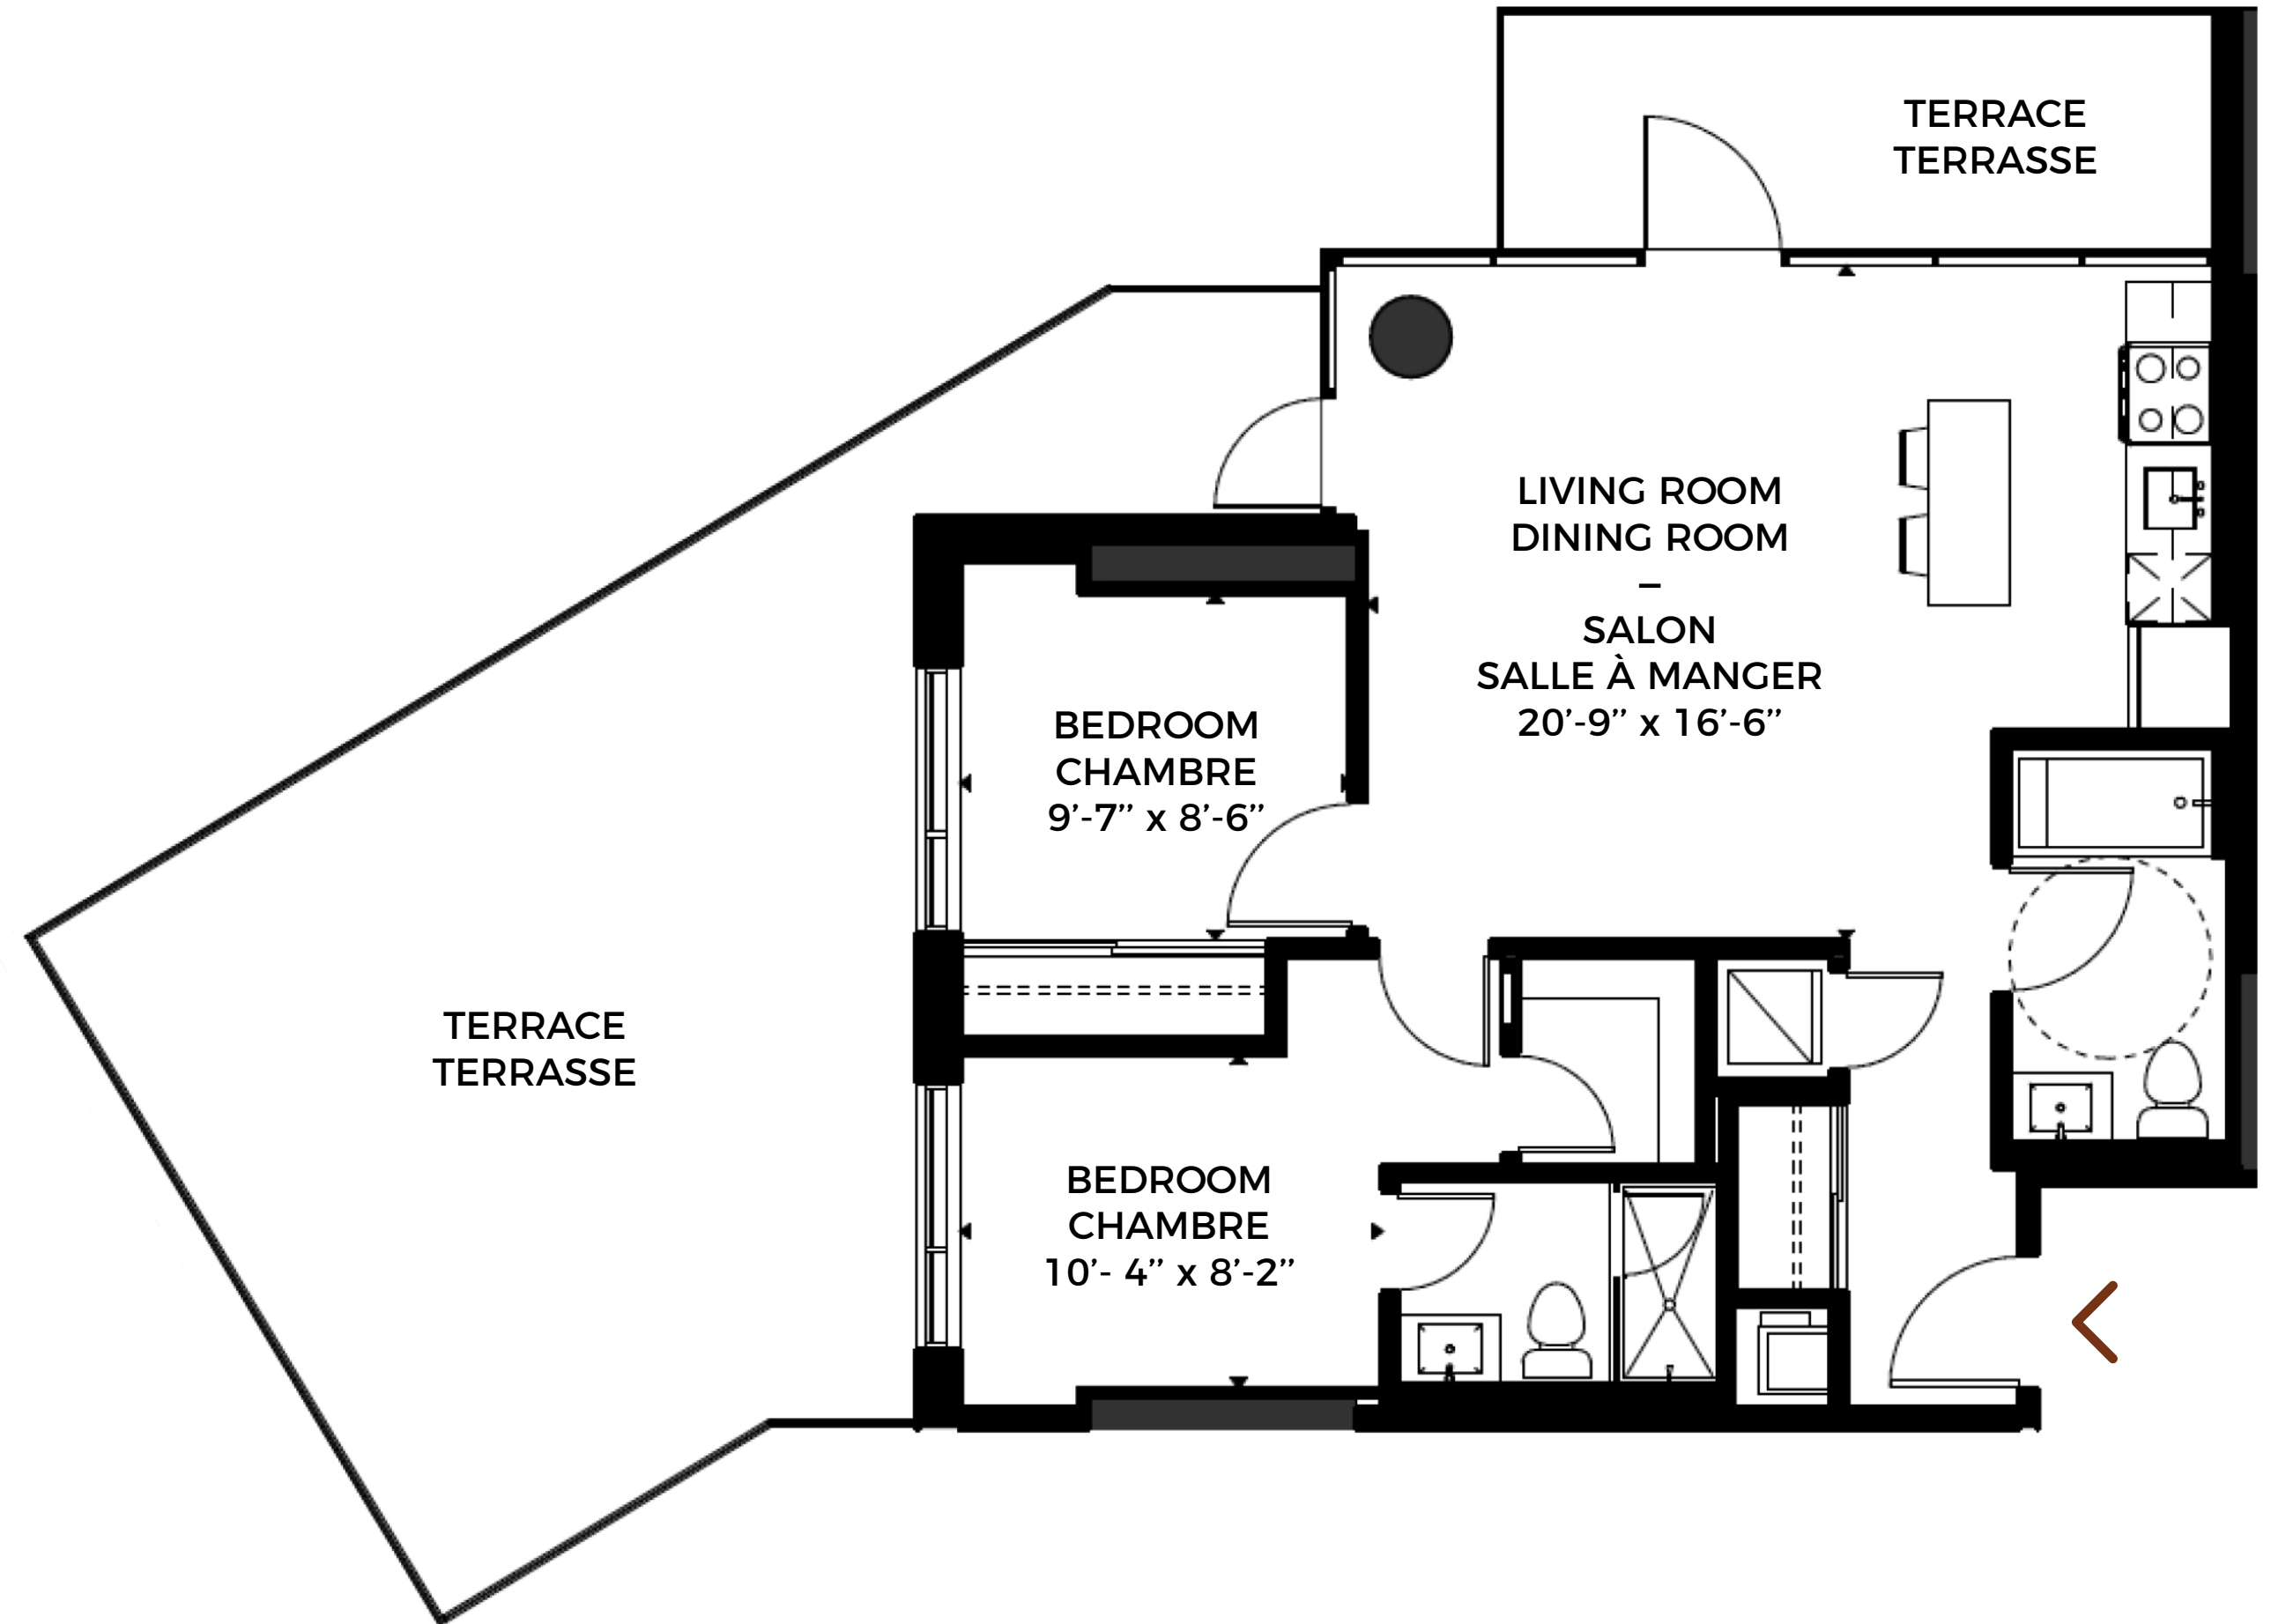 TERRACE
TERRASSE
LIVING ROOM
DINING ROOM
–
SALON
SALLE À MANGER
20’-9” x 16’-6”
BEDROOM
CHAMBRE
9’-7” x 8’-6”
TERRACE
TERRASSE
BEDROOM
CHAMBRE
10’- 4” x 8’-2”